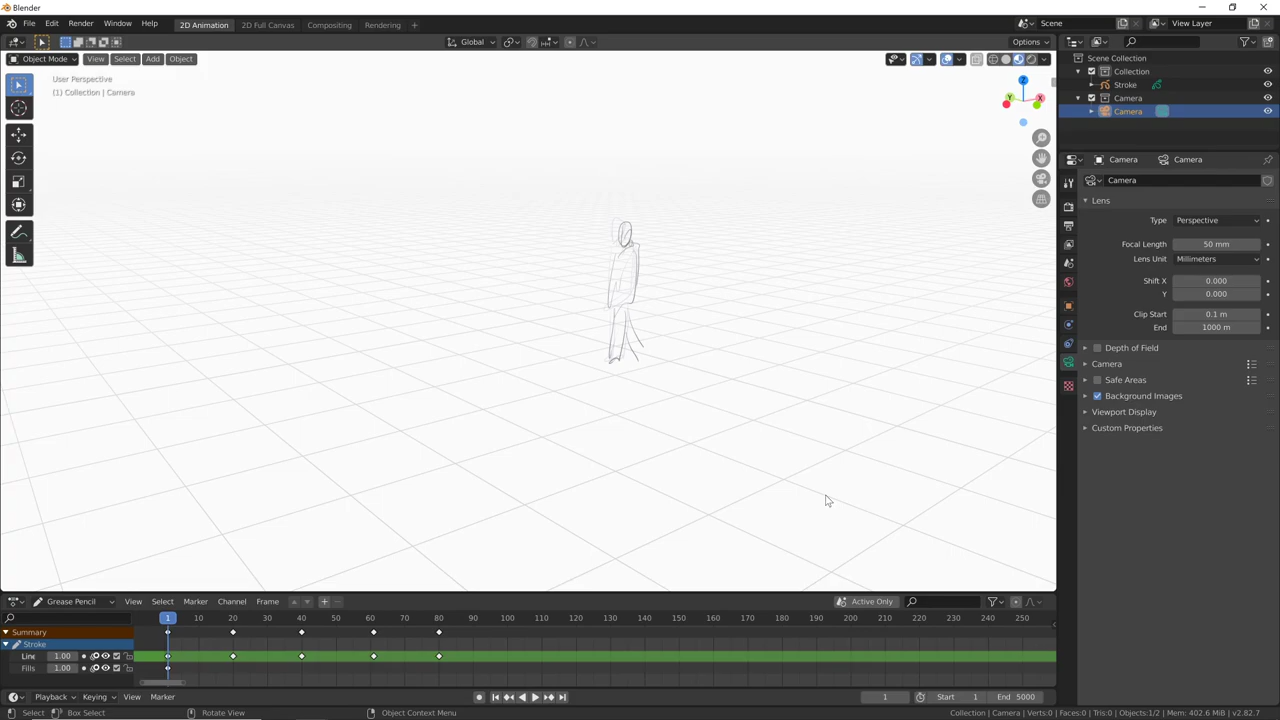 Blender
File Edit Render Window Help 2D Animation 2D Full Canvas Compositing Rendering + Scene View Layer
Global Options
Object Mode View Select Add Object
User Perspective
(1) Collection | Camera
Z
Y
X
Scene Collection
Collection
Stroke
Camera
Camera
Camera Camera
Camera
Lens
Type Perspective
Focal Length 50 mm
Lens Unit Millimeters
Shift X 0.000
Y 0.000
Clip Start 0.1 m
End 1000 m
Depth of Field
Camera
Safe Areas
Background Images
Viewport Display
Custom Properties
Grease Pencil View Select Marker Channel Frame Active Only
1 10 20 30 40 50 60 70 80 90 100 110 120 130 140 150 160 170 180 190 200 210 220 230 240 250
Summary
Stroke
Line 1.00
Fills 1.00
Playback Keying View Marker 1 Start 1 End 5000
Select Box Select Rotate View Object Context Menu Collection | Camera | Verts:0 | Faces:0 | Tris:0 | Objects:1/2 | Mem: 402.6 MiB | v2.82.7